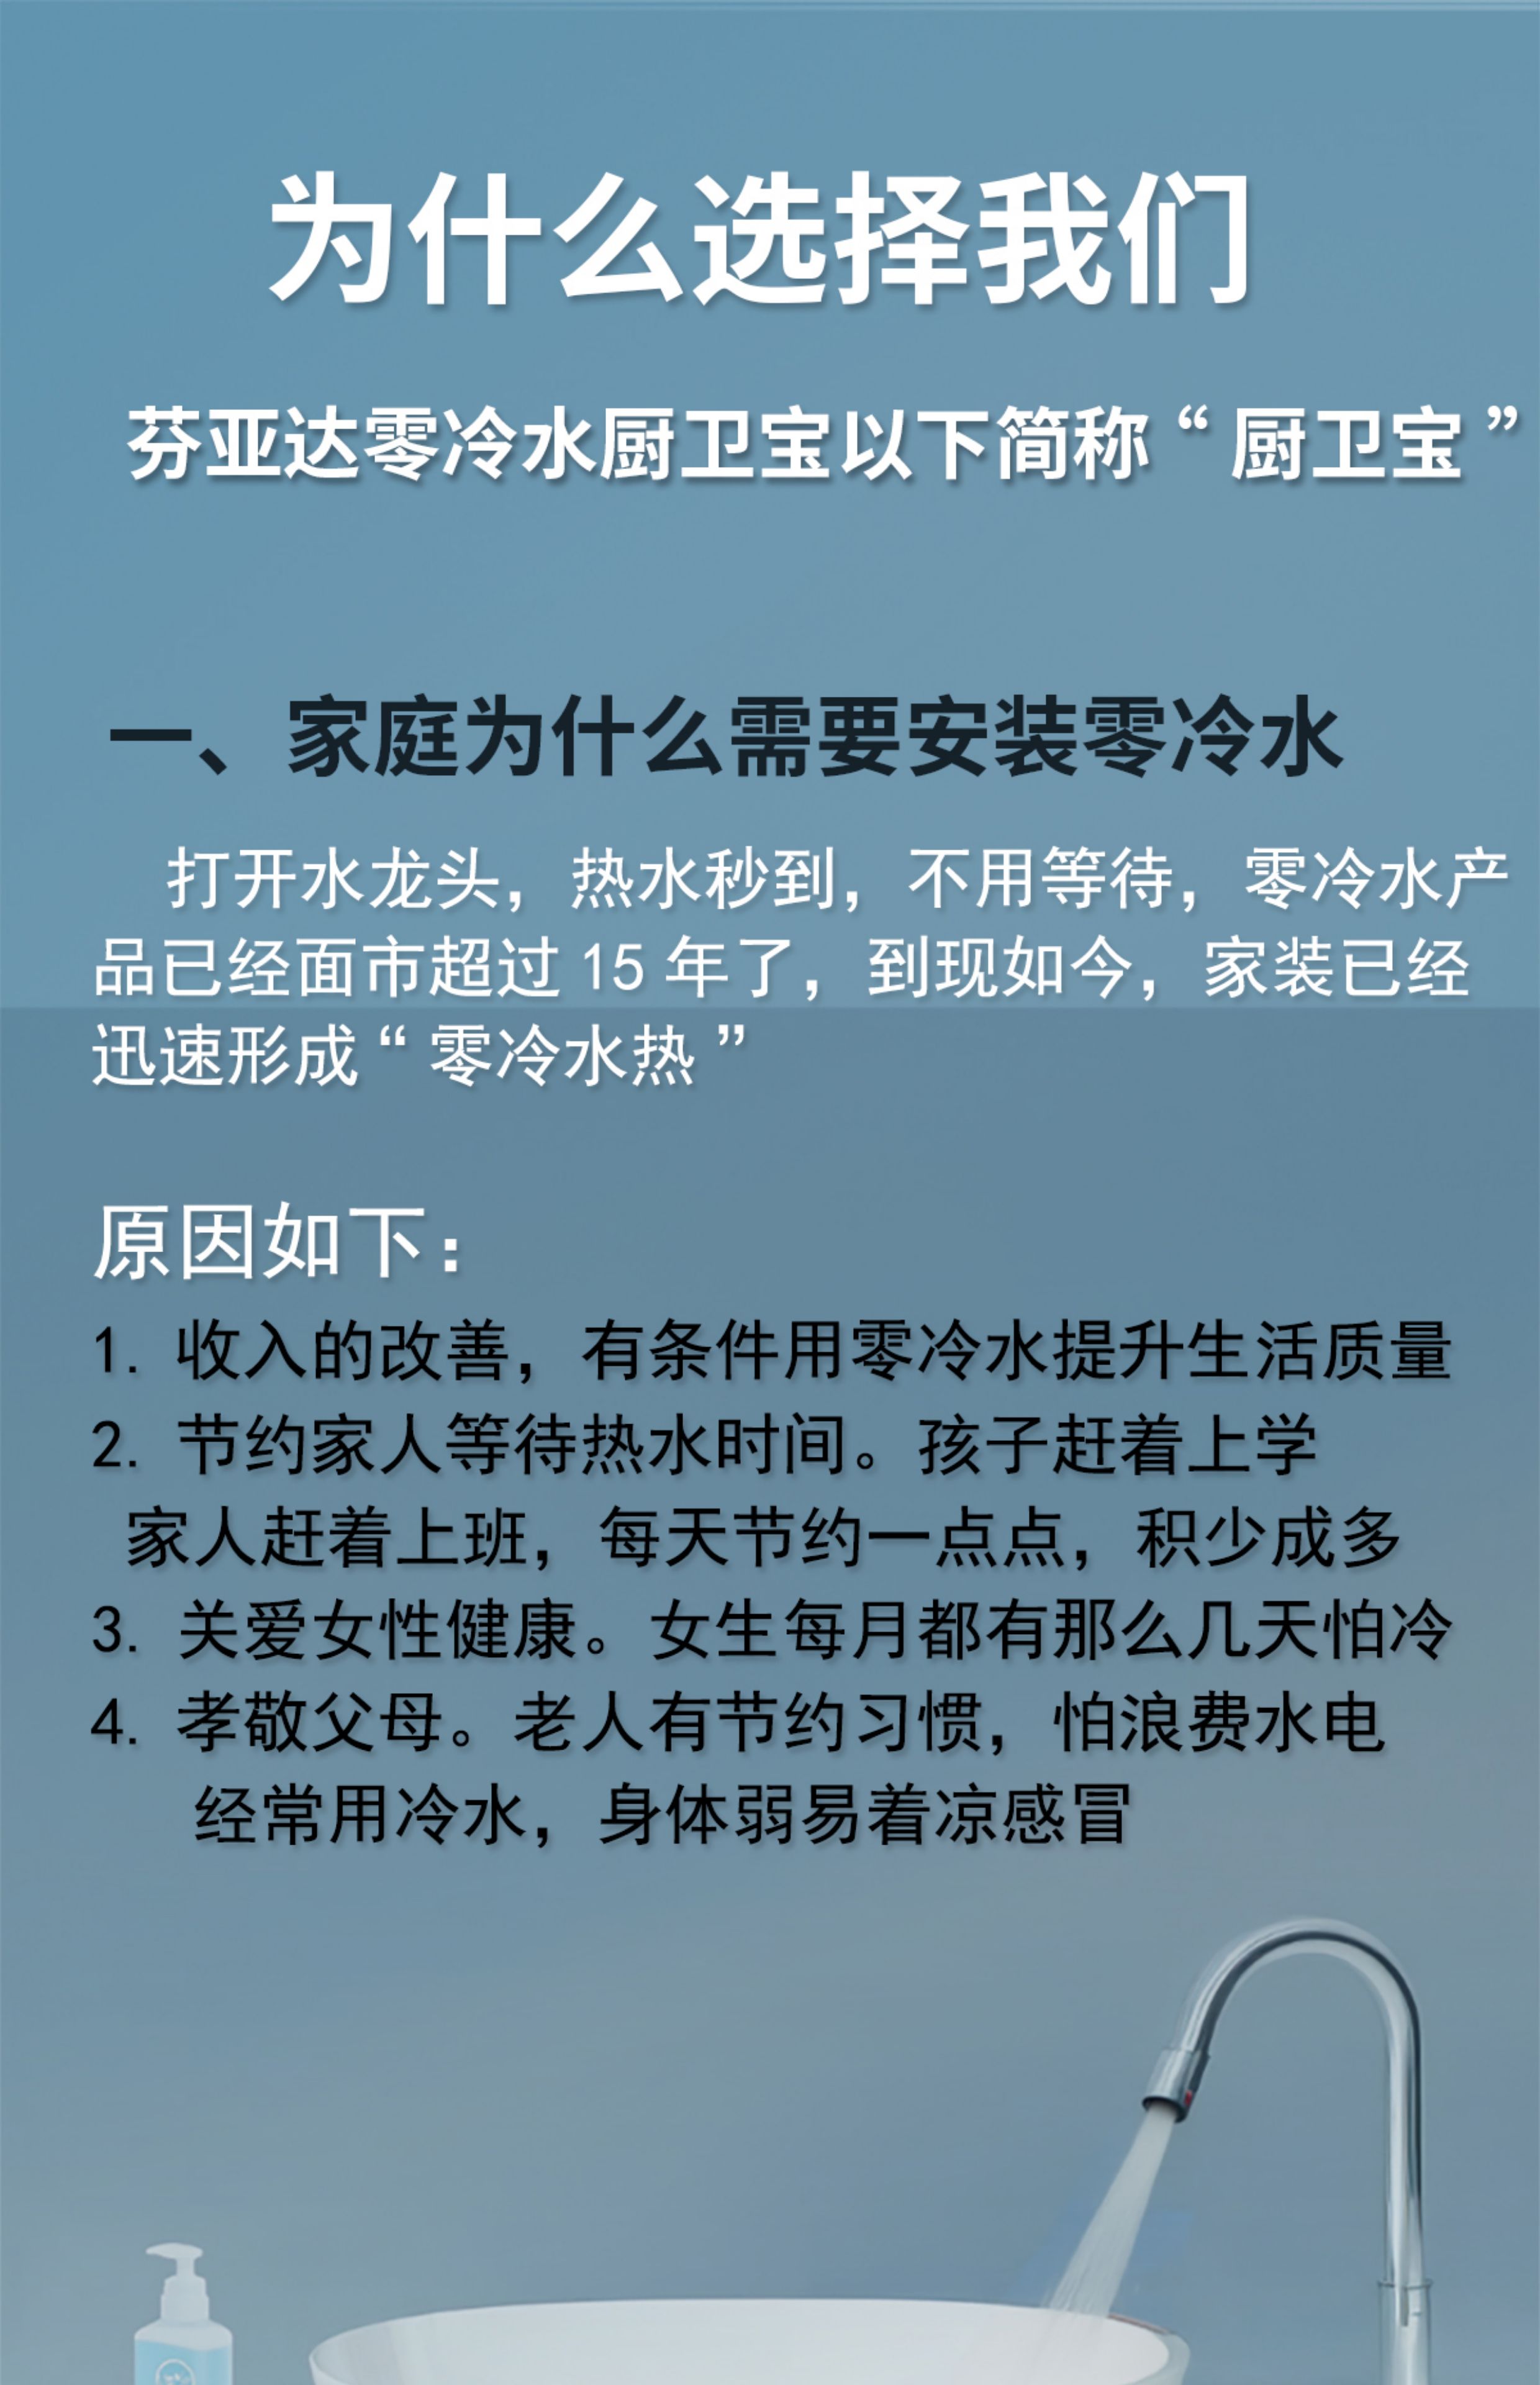 为什么选择我们
芬亚达零冷水厨卫宝以下简称“厨卫宝”
一、家庭为什么需要安装零冷水
打开水龙头，热水秒到，不用等待，零冷水产
品已经面市超过 15 年了，到现如今，家装已经
迅速形成“零冷水热”
原因如下：
1. 收入的改善，有条件用零冷水提升生活质量
2. 节约家人等待热水时间。孩子赶着上学
家人赶着上班，每天节约一点点，积少成多
3. 关爱女性健康。女生每月都有那么几天怕冷
4. 孝敬父母。老人有节约习惯，怕浪费水电
经常用冷水，身体弱易着凉感冒